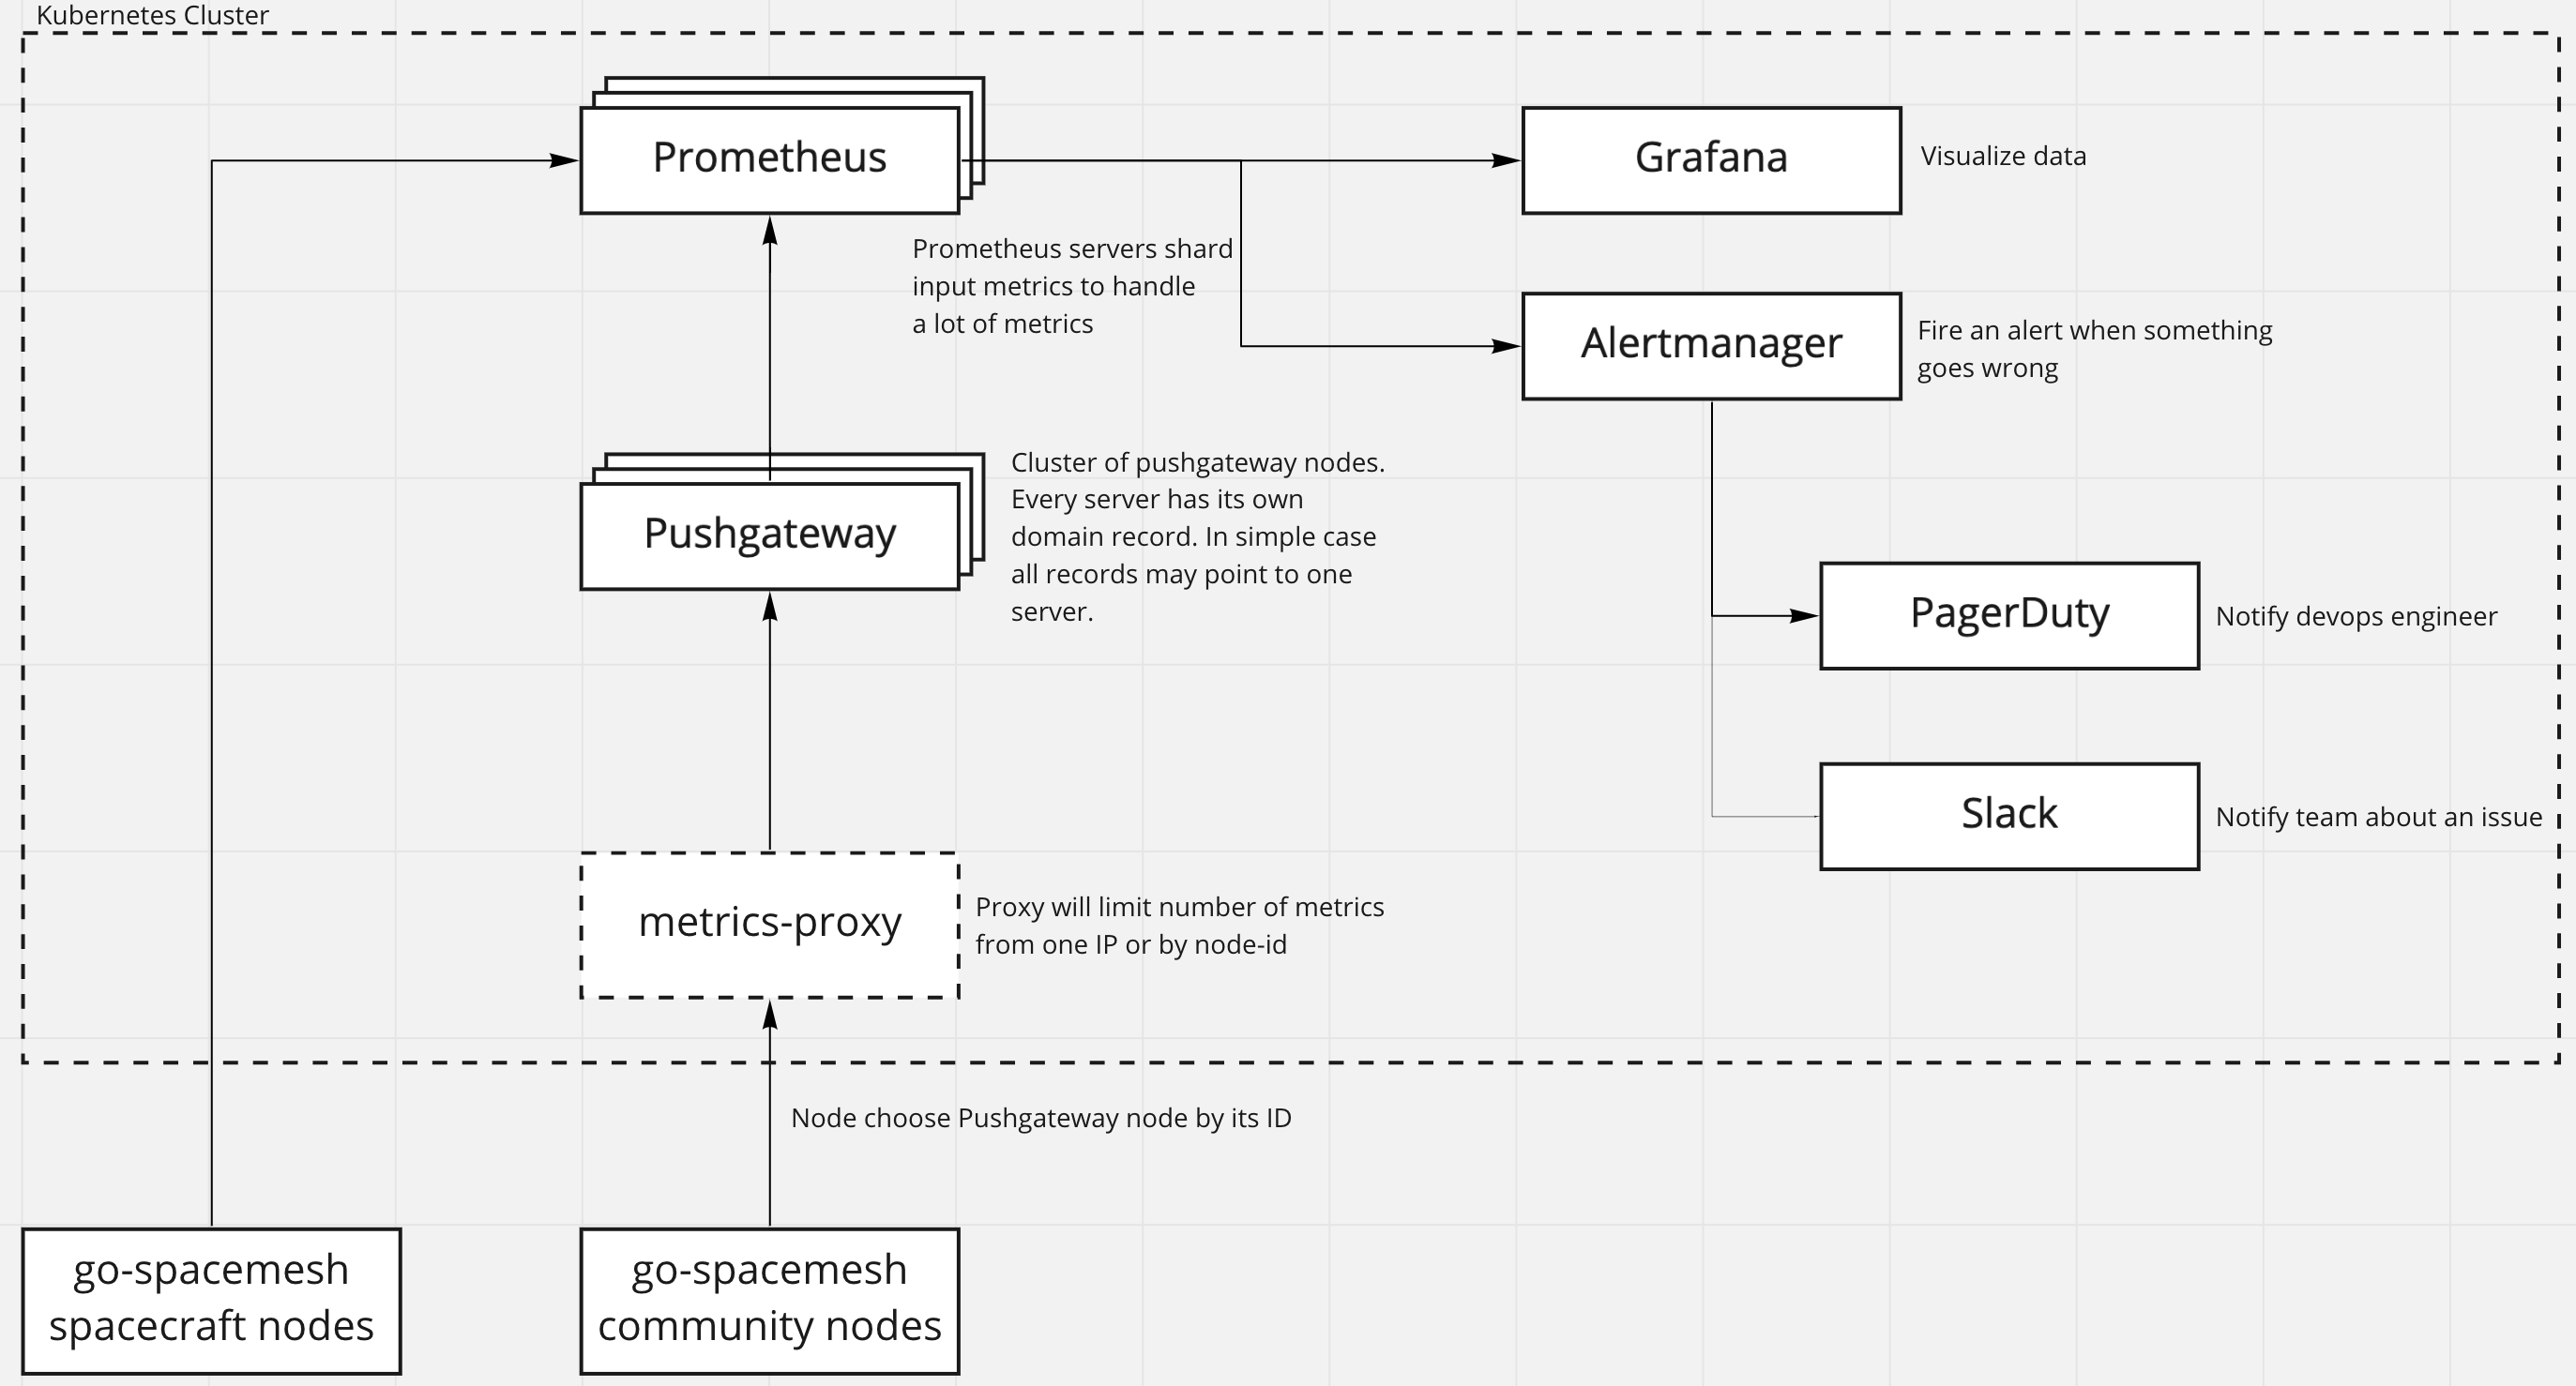 Kubernetes Cluster
Prometheus
Grafana
Visualize data
Prometheus servers shard
input metrics to handle
a lot of metrics
Alertmanager
Fire an alert when something
goes wrong
Pushgateway
Cluster of pushgateway nodes.
Every server has its own
domain record. In simple case
all records may point to one
server.
PagerDuty
Notify devops engineer
Slack
Notify team about an issue
metrics-proxy
Proxy will limit number of metrics
from one IP or by node-id
Node choose Pushgateway node by its ID
go-spacemesh
spacecraft nodes
go-spacemesh
community nodes